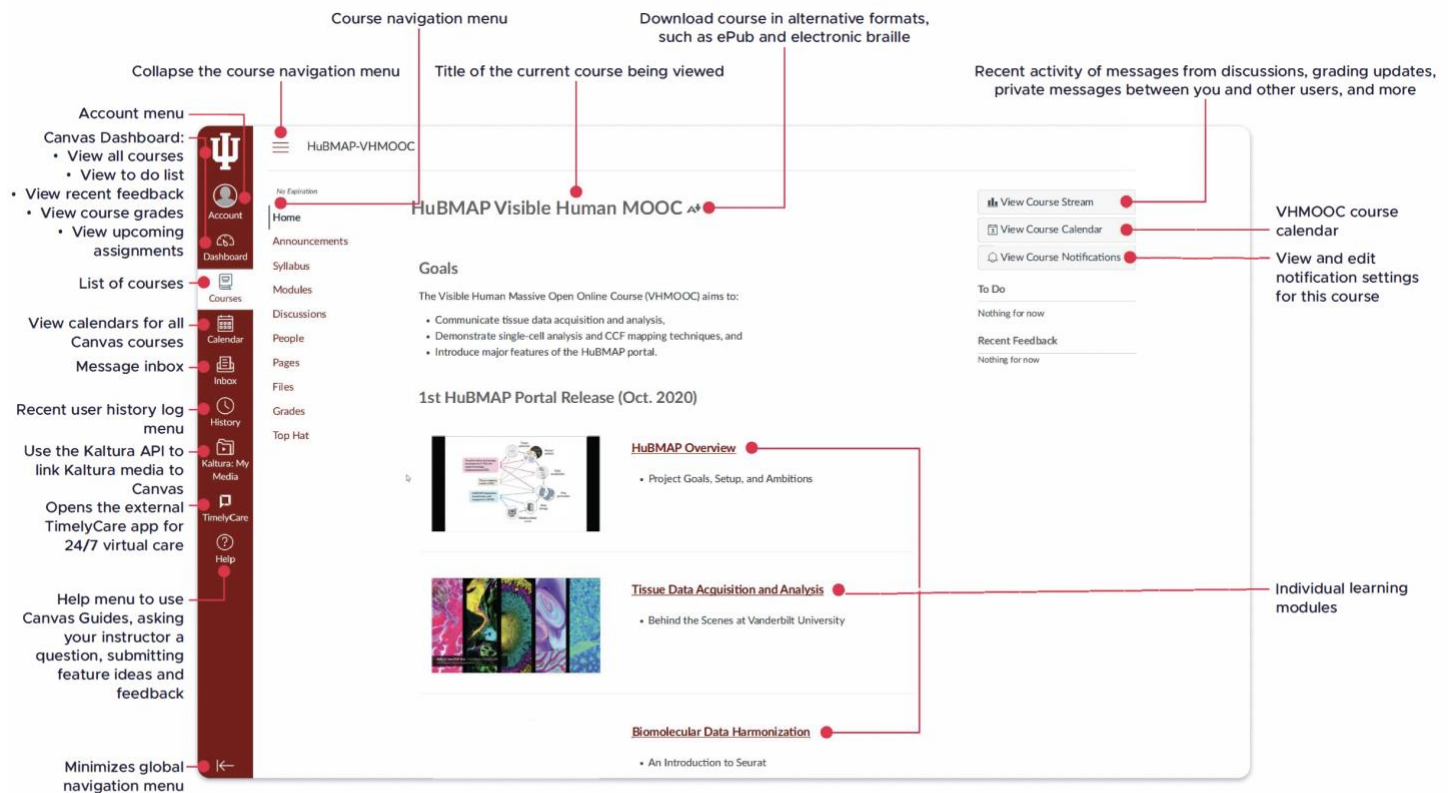 Course navigation menu
Download course in alternative formats,
such as ePub and electronic braille
Collapse the course navigation menu
Title of the current course being viewed
Recent activity of messages from discussions, grading updates,
private messages between you and other users, and more
Account menu
Canvas Dashboard:
• View all courses
• View to do list
• View recent feedback
• View course grades
• View upcoming
assignments
List of courses
View calendars for all
Canvas courses
Message inbox
Recent user history log
menu
Use the Kaltura API to
link Kaltura media to
Canvas
Opens the external
TimelyCare app for
24/7 virtual care
Help menu to use
Canvas Guides, asking
your instructor a
question, submitting
feature ideas and
feedback
Minimizes global
navigation menu
Account
Dashboard
Courses
Calendar
Inbox
History
Kaltura: My
Media
TimelyCare
Help
HuBMAP-VHMOOC
No Expiration
Home
Announcements
Syllabus
Modules
Discussions
People
Pages
Files
Grades
Top Hat
HuBMAP Visible Human MOOC
Goals
The Visible Human Massive Open Online Course (VHMOOC) aims to:
• Communicate tissue data acquisition and analysis,
• Demonstrate single-cell analysis and CCF mapping techniques, and
• Introduce major features of the HuBMAP portal.
1st HuBMAP Portal Release (Oct. 2020)
HuBMAP Overview
• Project Goals, Setup, and Ambitions
Tissue Data Acquisition and Analysis
• Behind the Scenes at Vanderbilt University
Biomolecular Data Harmonization
• An Introduction to Seurat
View Course Stream
View Course Calendar
View Course Notifications
To Do
Nothing for now
Recent Feedback
Nothing for now
VHMOOC course
calendar
View and edit
notification settings
for this course
Individual learning
modules